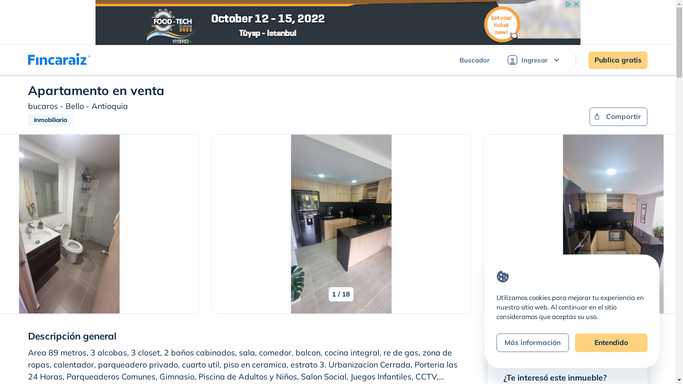 FOOD-TECH
October 12 - 15, 2022
Tüyap - Istanbul
Get your
ticket
now!
Fincaraiz
Buscador
Ingresar
Publica gratis
Apartamento en venta
bucaros - Bello - Antioquia
Inmobiliaria
Compartir
1 / 18
Descripción general
Area 89 metros, 3 alcobas, 3 closet, 2 baños cabinados, sala, comedor, balcon, cocina integral, re de gas, zona de
ropas, calentador, parqueadero privado, cuarto util, piso en ceramica, estrato 3. Urbanizacion Cerrada, Porteria las
24 Horas, Parqueaderos Comunes, Gimnasio, Piscina de Adultos y Niños, Salon Social, Juegos Infantiles, CCTV,...
Utilizamos cookies para mejorar tu experiencia en
nuestro sitio web. Al continuar en el sitio
consideramos que aceptas su uso.
Más información
Entendido
¿Te interesó este inmueble?